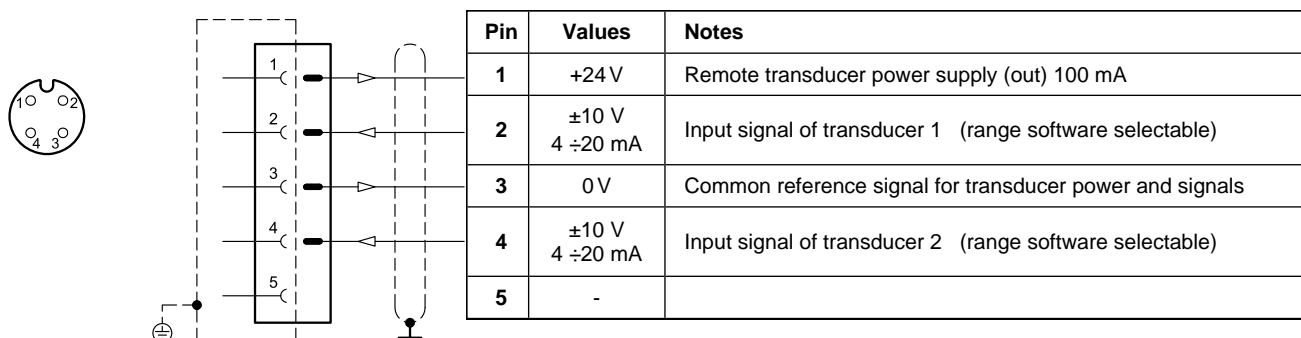 1 2
4 3
1
2
3
4
5
Pin Values Notes
1 +24 V Remote transducer power supply (out) 100 mA
2 ±10 V 4 ÷20 mA Input signal of transducer 1 (range software selectable)
3 0 V Common reference signal for transducer power and signals
4 ±10 V 4 ÷20 mA Input signal of transducer 2 (range software selectable)
5 -